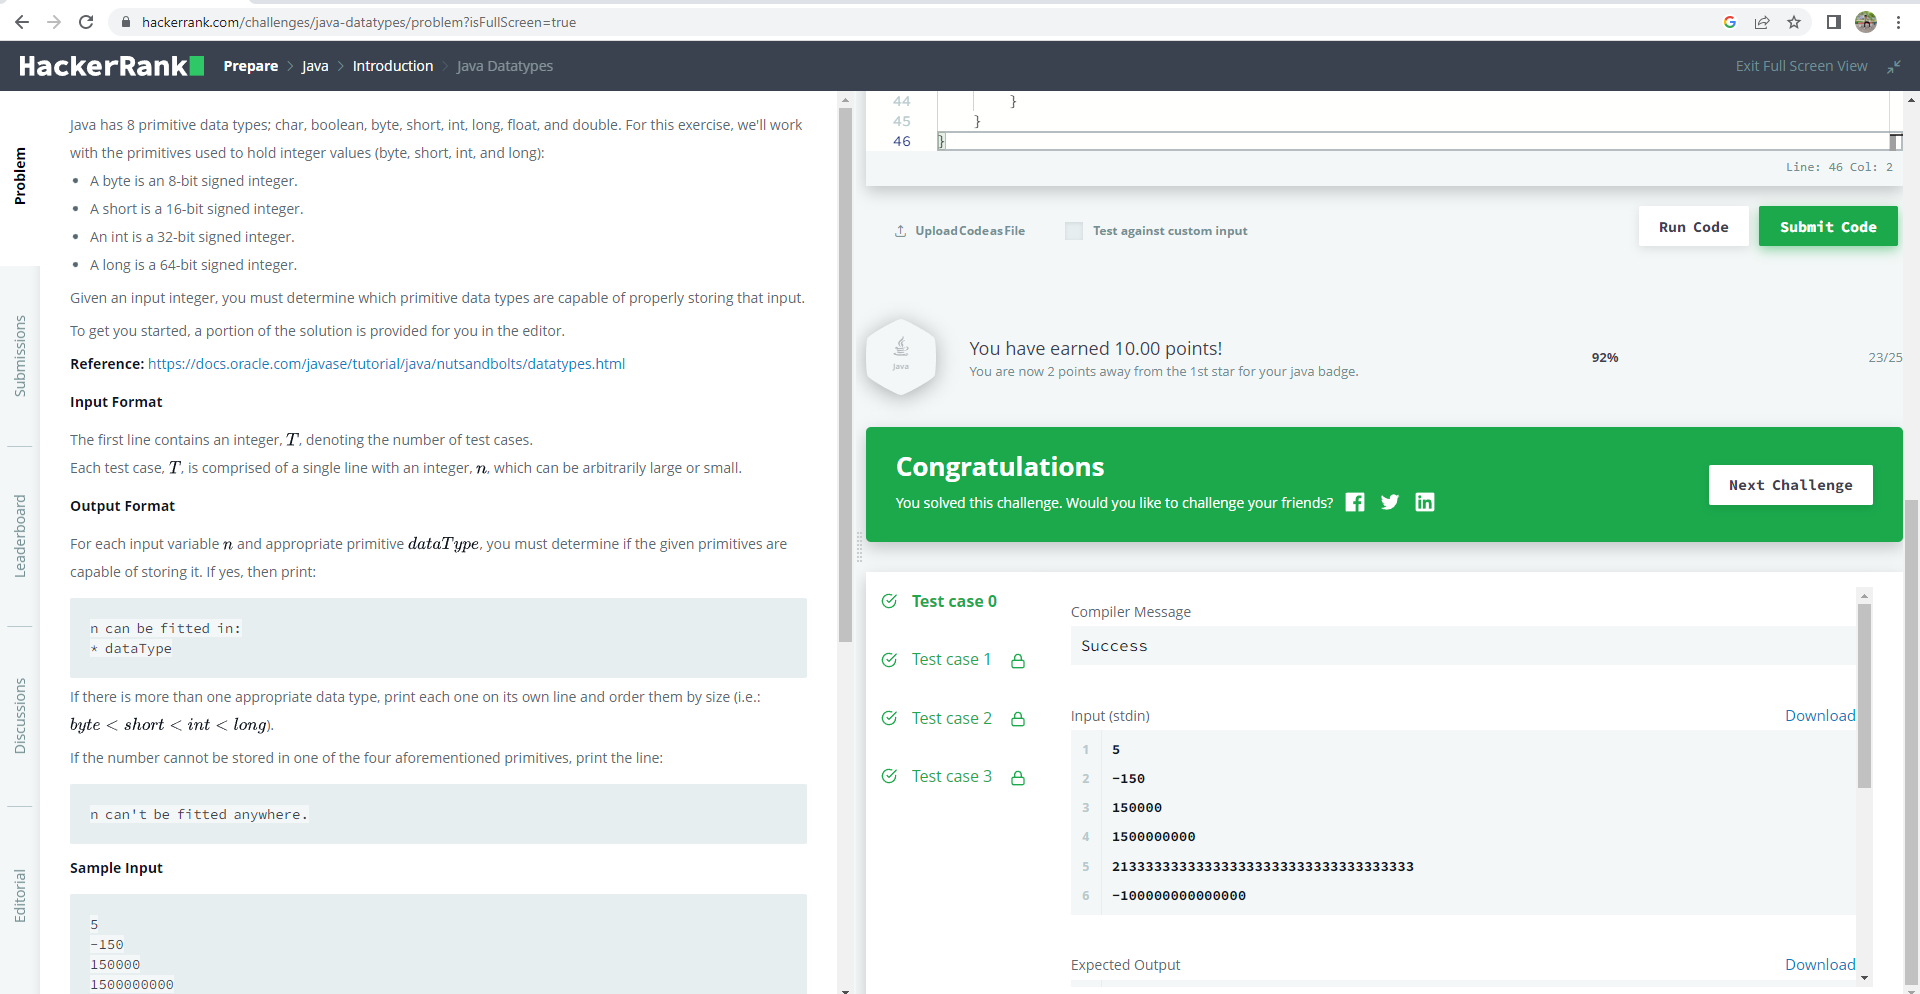 hackerrank.com/challenges/java-datatypes/problem?isFullScreen=true
HackerRank
Prepare > Java > Introduction > Java Datatypes
Exit Full Screen View
Problem
Submissions
Leaderboard
Discussions
Editorial
Java has 8 primitive data types; char, boolean, byte, short, int, long, float, and double. For this exercise, we'll work
with the primitives used to hold integer values (byte, short, int, and long):
• A byte is an 8-bit signed integer.
• A short is a 16-bit signed integer.
• An int is a 32-bit signed integer.
• A long is a 64-bit signed integer.
Given an input integer, you must determine which primitive data types are capable of properly storing that input.
To get you started, a portion of the solution is provided for you in the editor.
Reference: https://docs.oracle.com/javase/tutorial/java/nutsandbolts/datatypes.html
Input Format
The first line contains an integer, T, denoting the number of test cases.
Each test case, T, is comprised of a single line with an integer, n, which can be arbitrarily large or small.
Output Format
For each input variable n and appropriate primitive dataType, you must determine if the given primitives are
capable of storing it. If yes, then print:
n can be fitted in:
* dataType
If there is more than one appropriate data type, print each one on its own line and order them by size (i.e.:
byte < short < int < long).
If the number cannot be stored in one of the four aforementioned primitives, print the line:
n can't be fitted anywhere.
Sample Input
5
-150
150000
1500000000
44 }
45 }
46 }
Line: 46 Col: 2
Upload Code as File
Test against custom input
Run Code
Submit Code
Java
You have earned 10.00 points!
You are now 2 points away from the 1st star for your java badge.
92%
23/25
Congratulations
You solved this challenge. Would you like to challenge your friends?
Next Challenge
Test case 0
Test case 1
Test case 2
Test case 3
Compiler Message
Success
Input (stdin)
Download
1 5
2 -150
3 150000
4 1500000000
5 213333333333333333333333333333333333
6 -100000000000000
Expected Output
Download